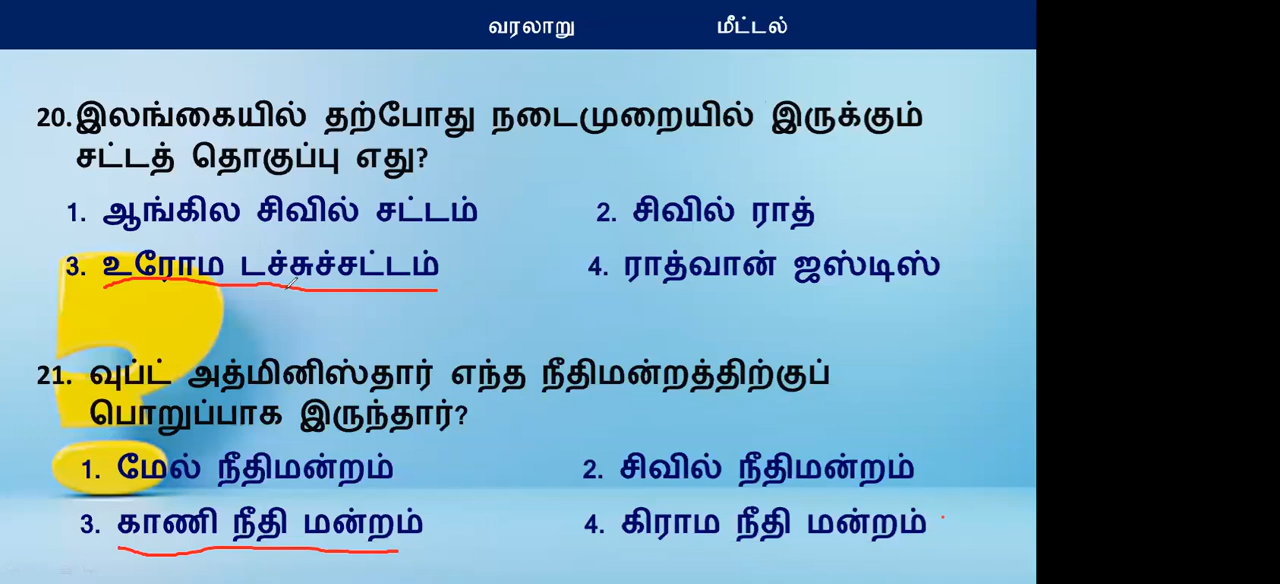 வரலாறு மீட்டல்
20.இலங்கையில் தற்போது நடைமுறையில் இருக்கும்
சட்டத் தொகுப்பு எது?
1. ஆங்கில சிவில் சட்டம் 2. சிவில் ராத்
3. உரோம டச்சுச்சட்டம் 4. ராத்வான் ஜஸ்டிஸ்
21. வுப்ட் அத்மினிஸ்தார் எந்த நீதிமன்றத்திற்குப்
பொறுப்பாக இருந்தார்?
1. மேல் நீதிமன்றம் 2. சிவில் நீதிமன்றம்
3. காணி நீதி மன்றம் 4. கிராம நீதி மன்றம்